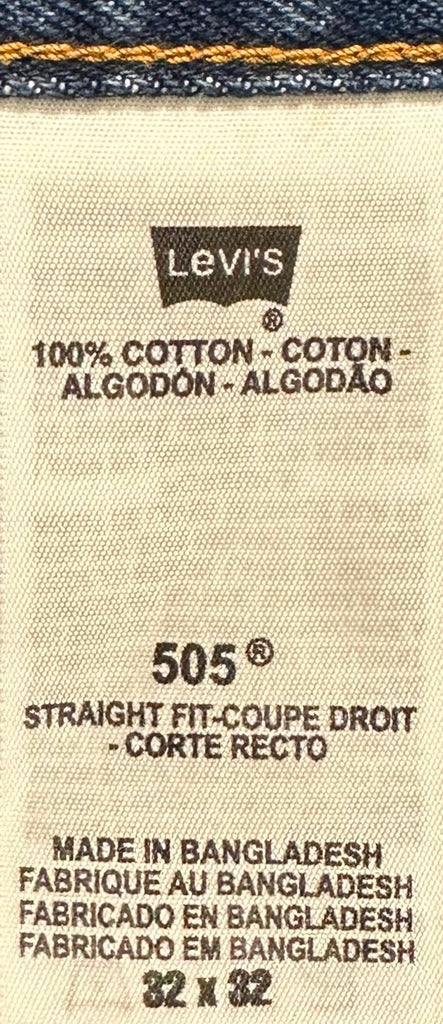 Levi's
®
100% COTTON - COTON -
ALGODÓN - ALGODÃO
505®
STRAIGHT FIT-COUPE DROIT
- CORTE RECTO
MADE IN BANGLADESH
FABRIQUE AU BANGLADESH
FABRICADO EN BANGLADESH
FABRICADO EM BANGLADESH
32 x 32